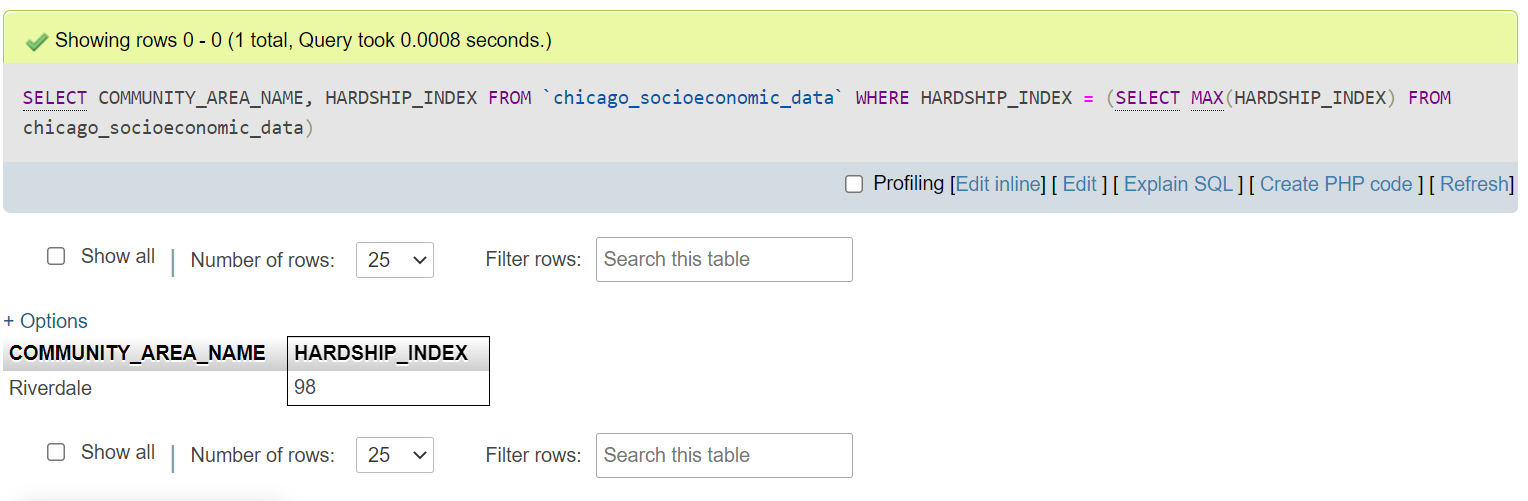 Showing rows 0 - 0 (1 total, Query took 0.0008 seconds.)
SELECT COMMUNITY_AREA_NAME, HARDSHIP_INDEX FROM `chicago_socioeconomic_data` WHERE HARDSHIP_INDEX = (SELECT MAX(HARDSHIP_INDEX) FROM
chicago_socioeconomic_data)
Profiling [Edit inline] [ Edit ] [ Explain SQL ] [ Create PHP code ] [ Refresh]
Show all | Number of rows: 25 Filter rows: Search this table
+ Options
COMMUNITY_AREA_NAME HARDSHIP_INDEX
Riverdale 98
Show all | Number of rows: 25 Filter rows: Search this table